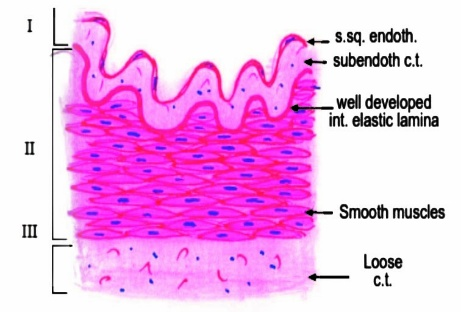 I
s.sq. endoth.
subendoth c.t.
well developed
int. elastic lamina
II
Smooth muscles
III
Loose
c.t.